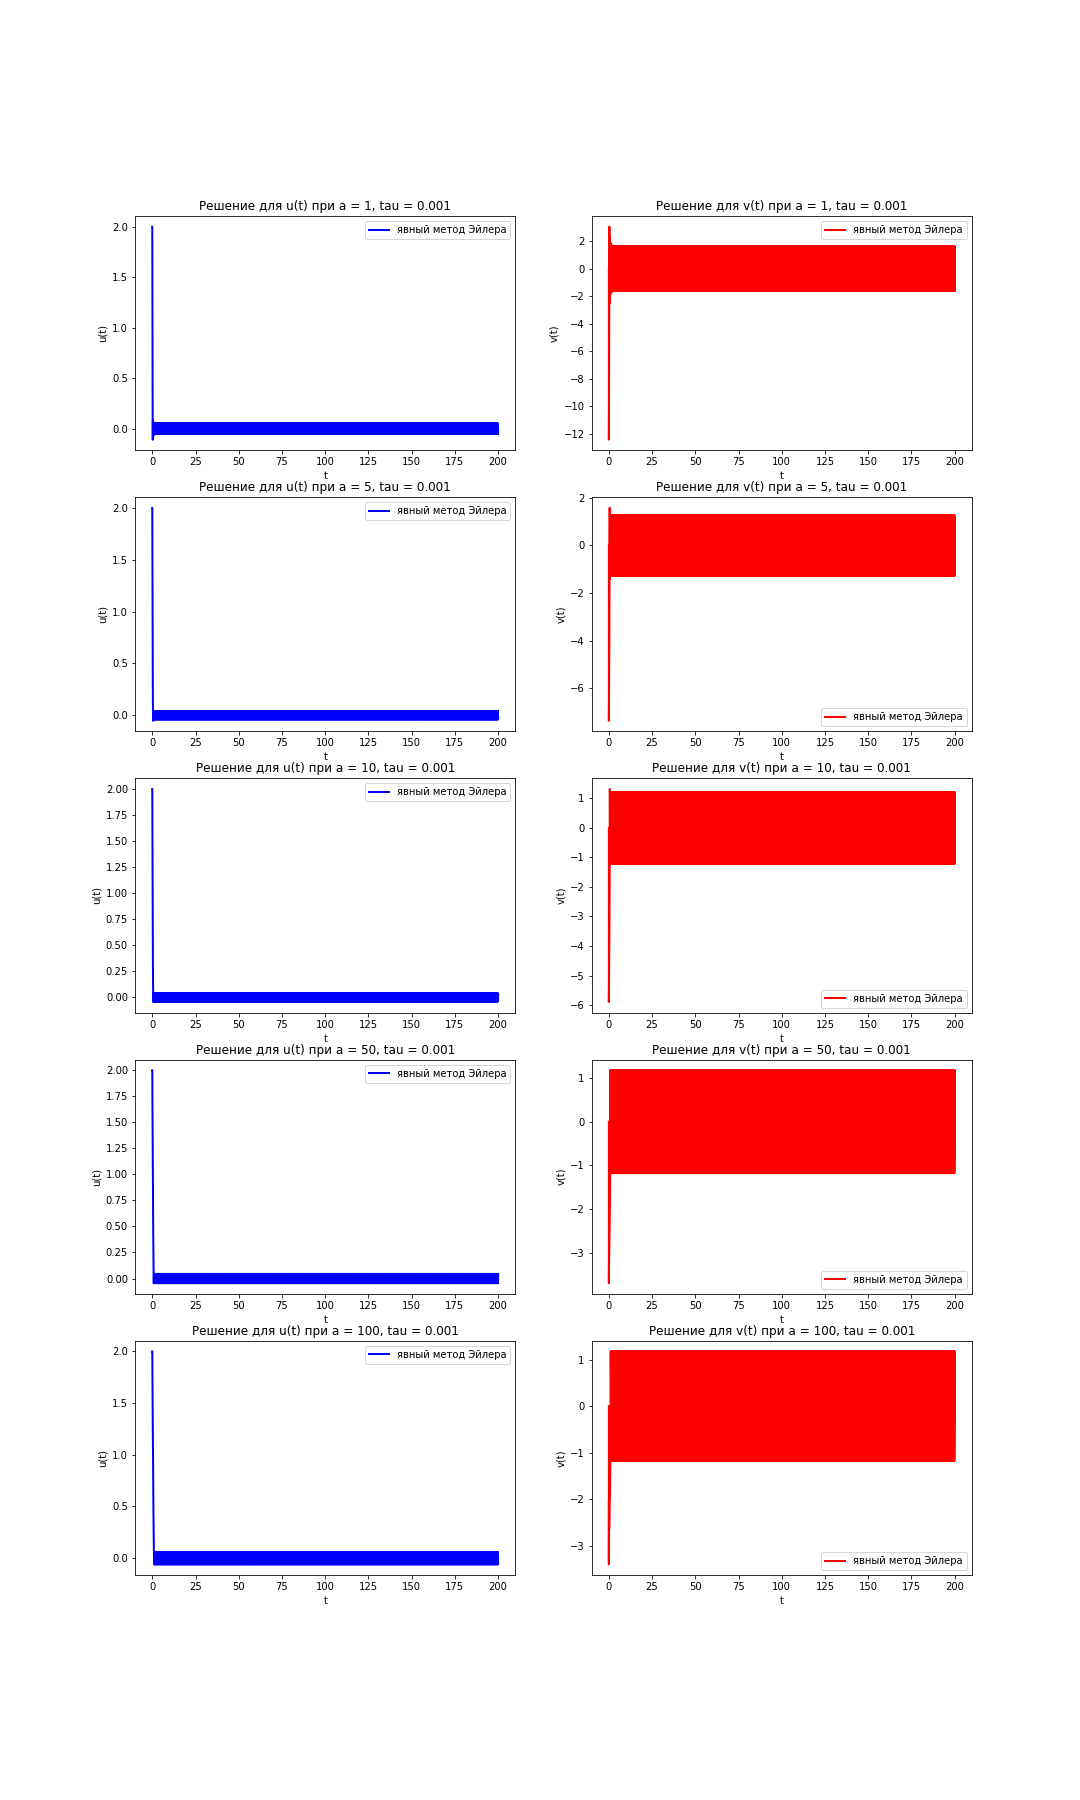 Решение для u(t) при a = 1, tau = 0.001
явный метод Эйлера
2.0
1.5
1.0
0.5
0.0
u(t)
0 25 50 75 100 125 150 175 200
t
Решение для v(t) при a = 1, tau = 0.001
явный метод Эйлера
2
0
−2
−4
−6
−8
−10
−12
v(t)
0 25 50 75 100 125 150 175 200
t
Решение для u(t) при a = 5, tau = 0.001
явный метод Эйлера
2.0
1.5
1.0
0.5
0.0
u(t)
0 25 50 75 100 125 150 175 200
t
Решение для v(t) при a = 5, tau = 0.001
2
0
−2
−4
−6
v(t)
явный метод Эйлера
0 25 50 75 100 125 150 175 200
t
Решение для u(t) при a = 10, tau = 0.001
явный метод Эйлера
2.00
1.75
1.50
1.25
1.00
0.75
0.50
0.25
0.00
u(t)
0 25 50 75 100 125 150 175 200
t
Решение для v(t) при a = 10, tau = 0.001
1
0
−1
−2
−3
−4
−5
−6
v(t)
явный метод Эйлера
0 25 50 75 100 125 150 175 200
t
Решение для u(t) при a = 50, tau = 0.001
явный метод Эйлера
2.00
1.75
1.50
1.25
1.00
0.75
0.50
0.25
0.00
u(t)
0 25 50 75 100 125 150 175 200
t
Решение для v(t) при a = 50, tau = 0.001
1
0
−1
−2
−3
v(t)
явный метод Эйлера
0 25 50 75 100 125 150 175 200
t
Решение для u(t) при a = 100, tau = 0.001
явный метод Эйлера
2.0
1.5
1.0
0.5
0.0
u(t)
0 25 50 75 100 125 150 175 200
t
Решение для v(t) при a = 100, tau = 0.001
1
0
−1
−2
−3
v(t)
явный метод Эйлера
0 25 50 75 100 125 150 175 200
t